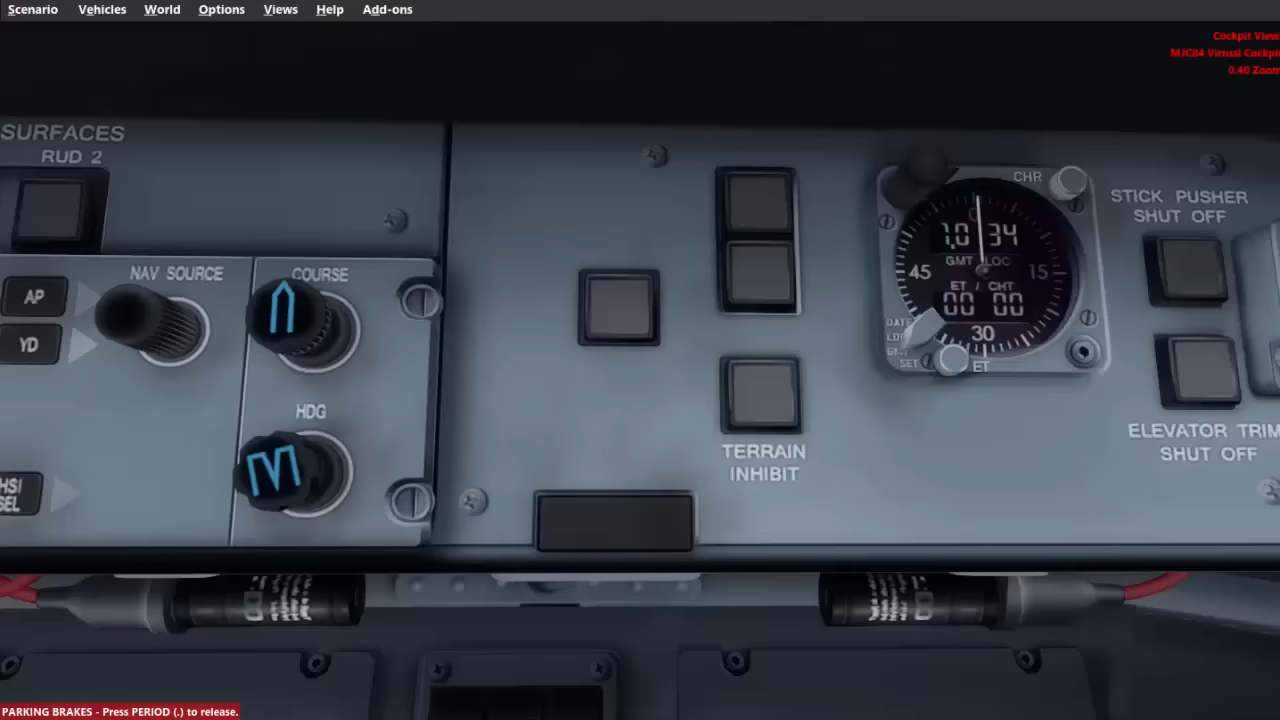 Scenario Vehicles World Options Views Help Add-ons
Cockpit View
MJC84 Virtual Cockpit
0.40 Zoom
SURFACES
RUD 2
CHR
STICK PUSHER
SHUT OFF
10 34
GMT LOC
45 15
ET / CHT
00 00
30
SET
ET
NAV SOURCE
COURSE
AP
YD
HDG
HSI
SEL
TERRAIN
INHIBIT
ELEVATOR TRIM
SHUT OFF
PARKING BRAKES - Press PERIOD (.) to release.